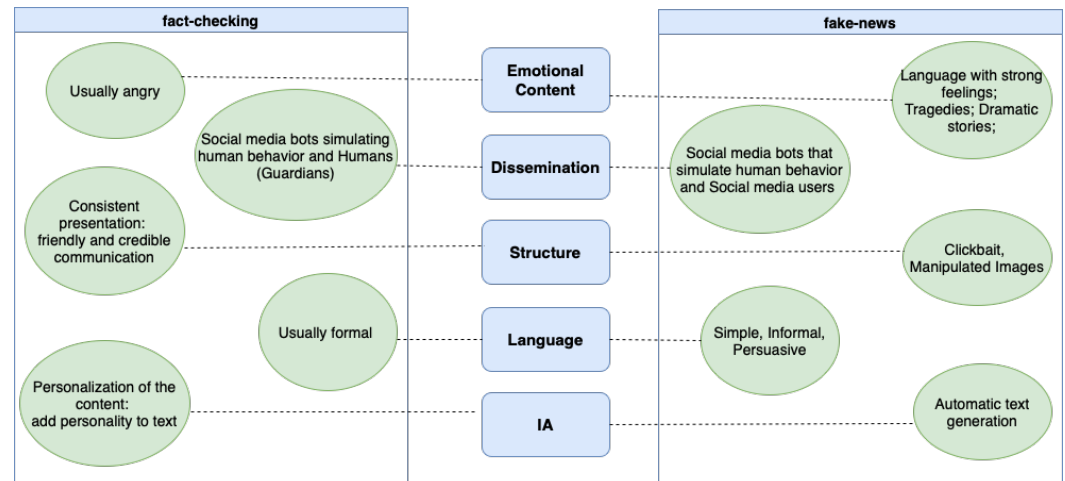 fact-checking
fake-news
Usually angry
Emotional
Content
Language with strong
feelings;
Tragedies; Dramatic
stories;
Social media bots simulating
human behavior and Humans
(Guardians)
Dissemination
Social media bots that
simulate human behavior
and Social media users
Consistent
presentation:
friendly and credible
communication
Structure
Clickbait,
Manipulated Images
Usually formal
Language
Simple, Informal,
Persuasive
Personalization of the
content:
add personality to text
IA
Automatic text
generation